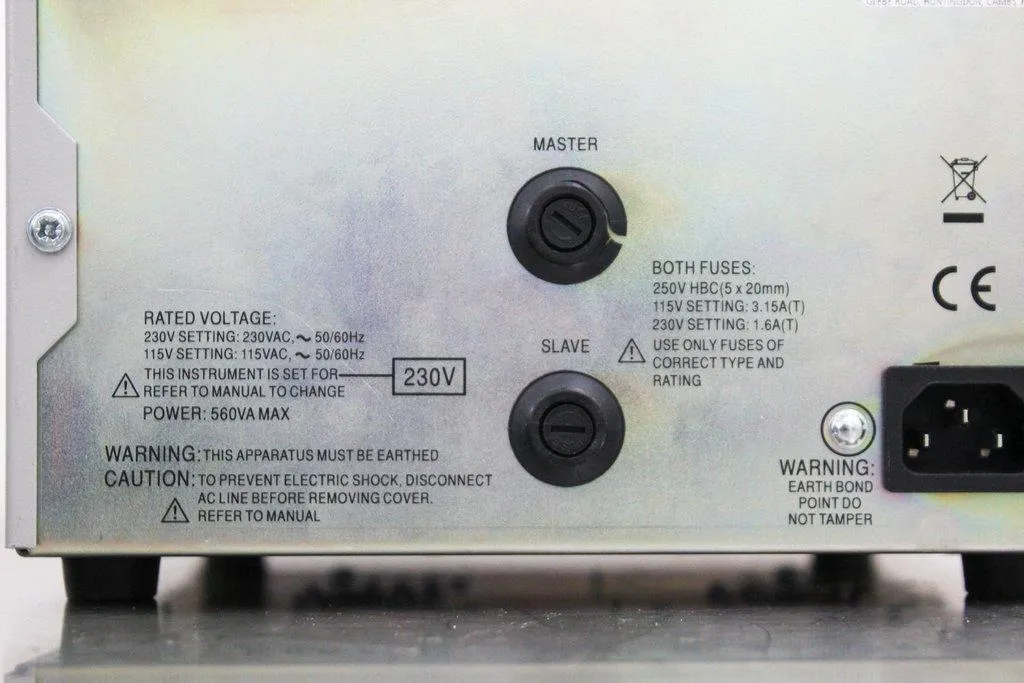 GLEBE ROAD, HUNTINGDON, CAMBS,
MASTER
BOTH FUSES:
250V HBC(5 x 20mm)
115V SETTING: 3.15A(T)
230V SETTING: 1.6A(T)
USE ONLY FUSES OF
CORRECT TYPE AND
RATING
CE
SLAVE
RATED VOLTAGE:
230V SETTING: 230VAC, ~ 50/60Hz
115V SETTING: 115VAC, ~ 50/60Hz
THIS INSTRUMENT IS SET FOR 230V
REFER TO MANUAL TO CHANGE
POWER: 560VA MAX
WARNING: THIS APPARATUS MUST BE EARTHED
CAUTION: TO PREVENT ELECTRIC SHOCK, DISCONNECT
AC LINE BEFORE REMOVING COVER.
REFER TO MANUAL
WARNING:
EARTH BOND
POINT DO
NOT TAMPER